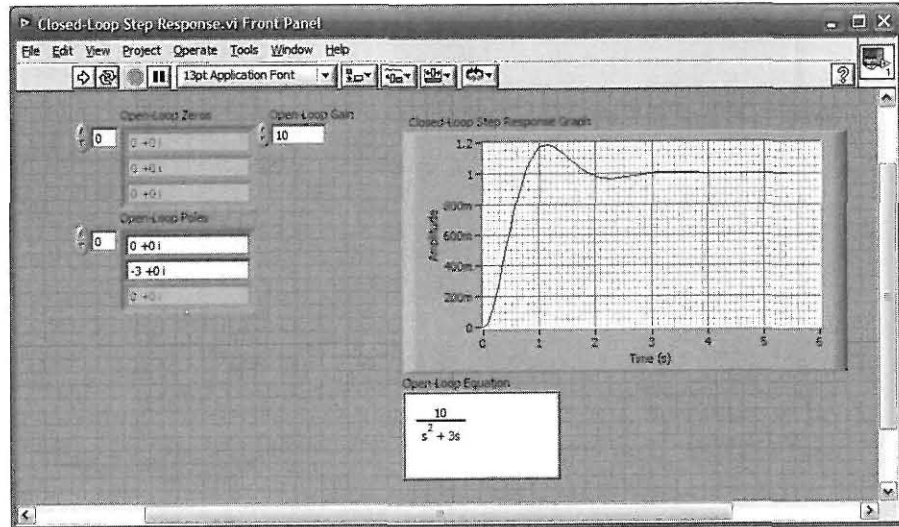 Closed-Loop Step Response.vi Front Panel
File Edit View Project Operate Tools Window Help
13pt Application Font
1
Open-Loop Zeros
0
0 +0 i
0 +0 i
0 +0 i
Open-Loop Gain
10
Open-Loop Poles
0
0 +0 i
-3 +0 i
0 +0 i
Closed-Loop Step Response Graph
Amplitude
1.2
1
800m
600m
400m
200m
0
0 1 2 3 4 5 6
Time (s)
Open-Loop Equation
10
s² + 3s